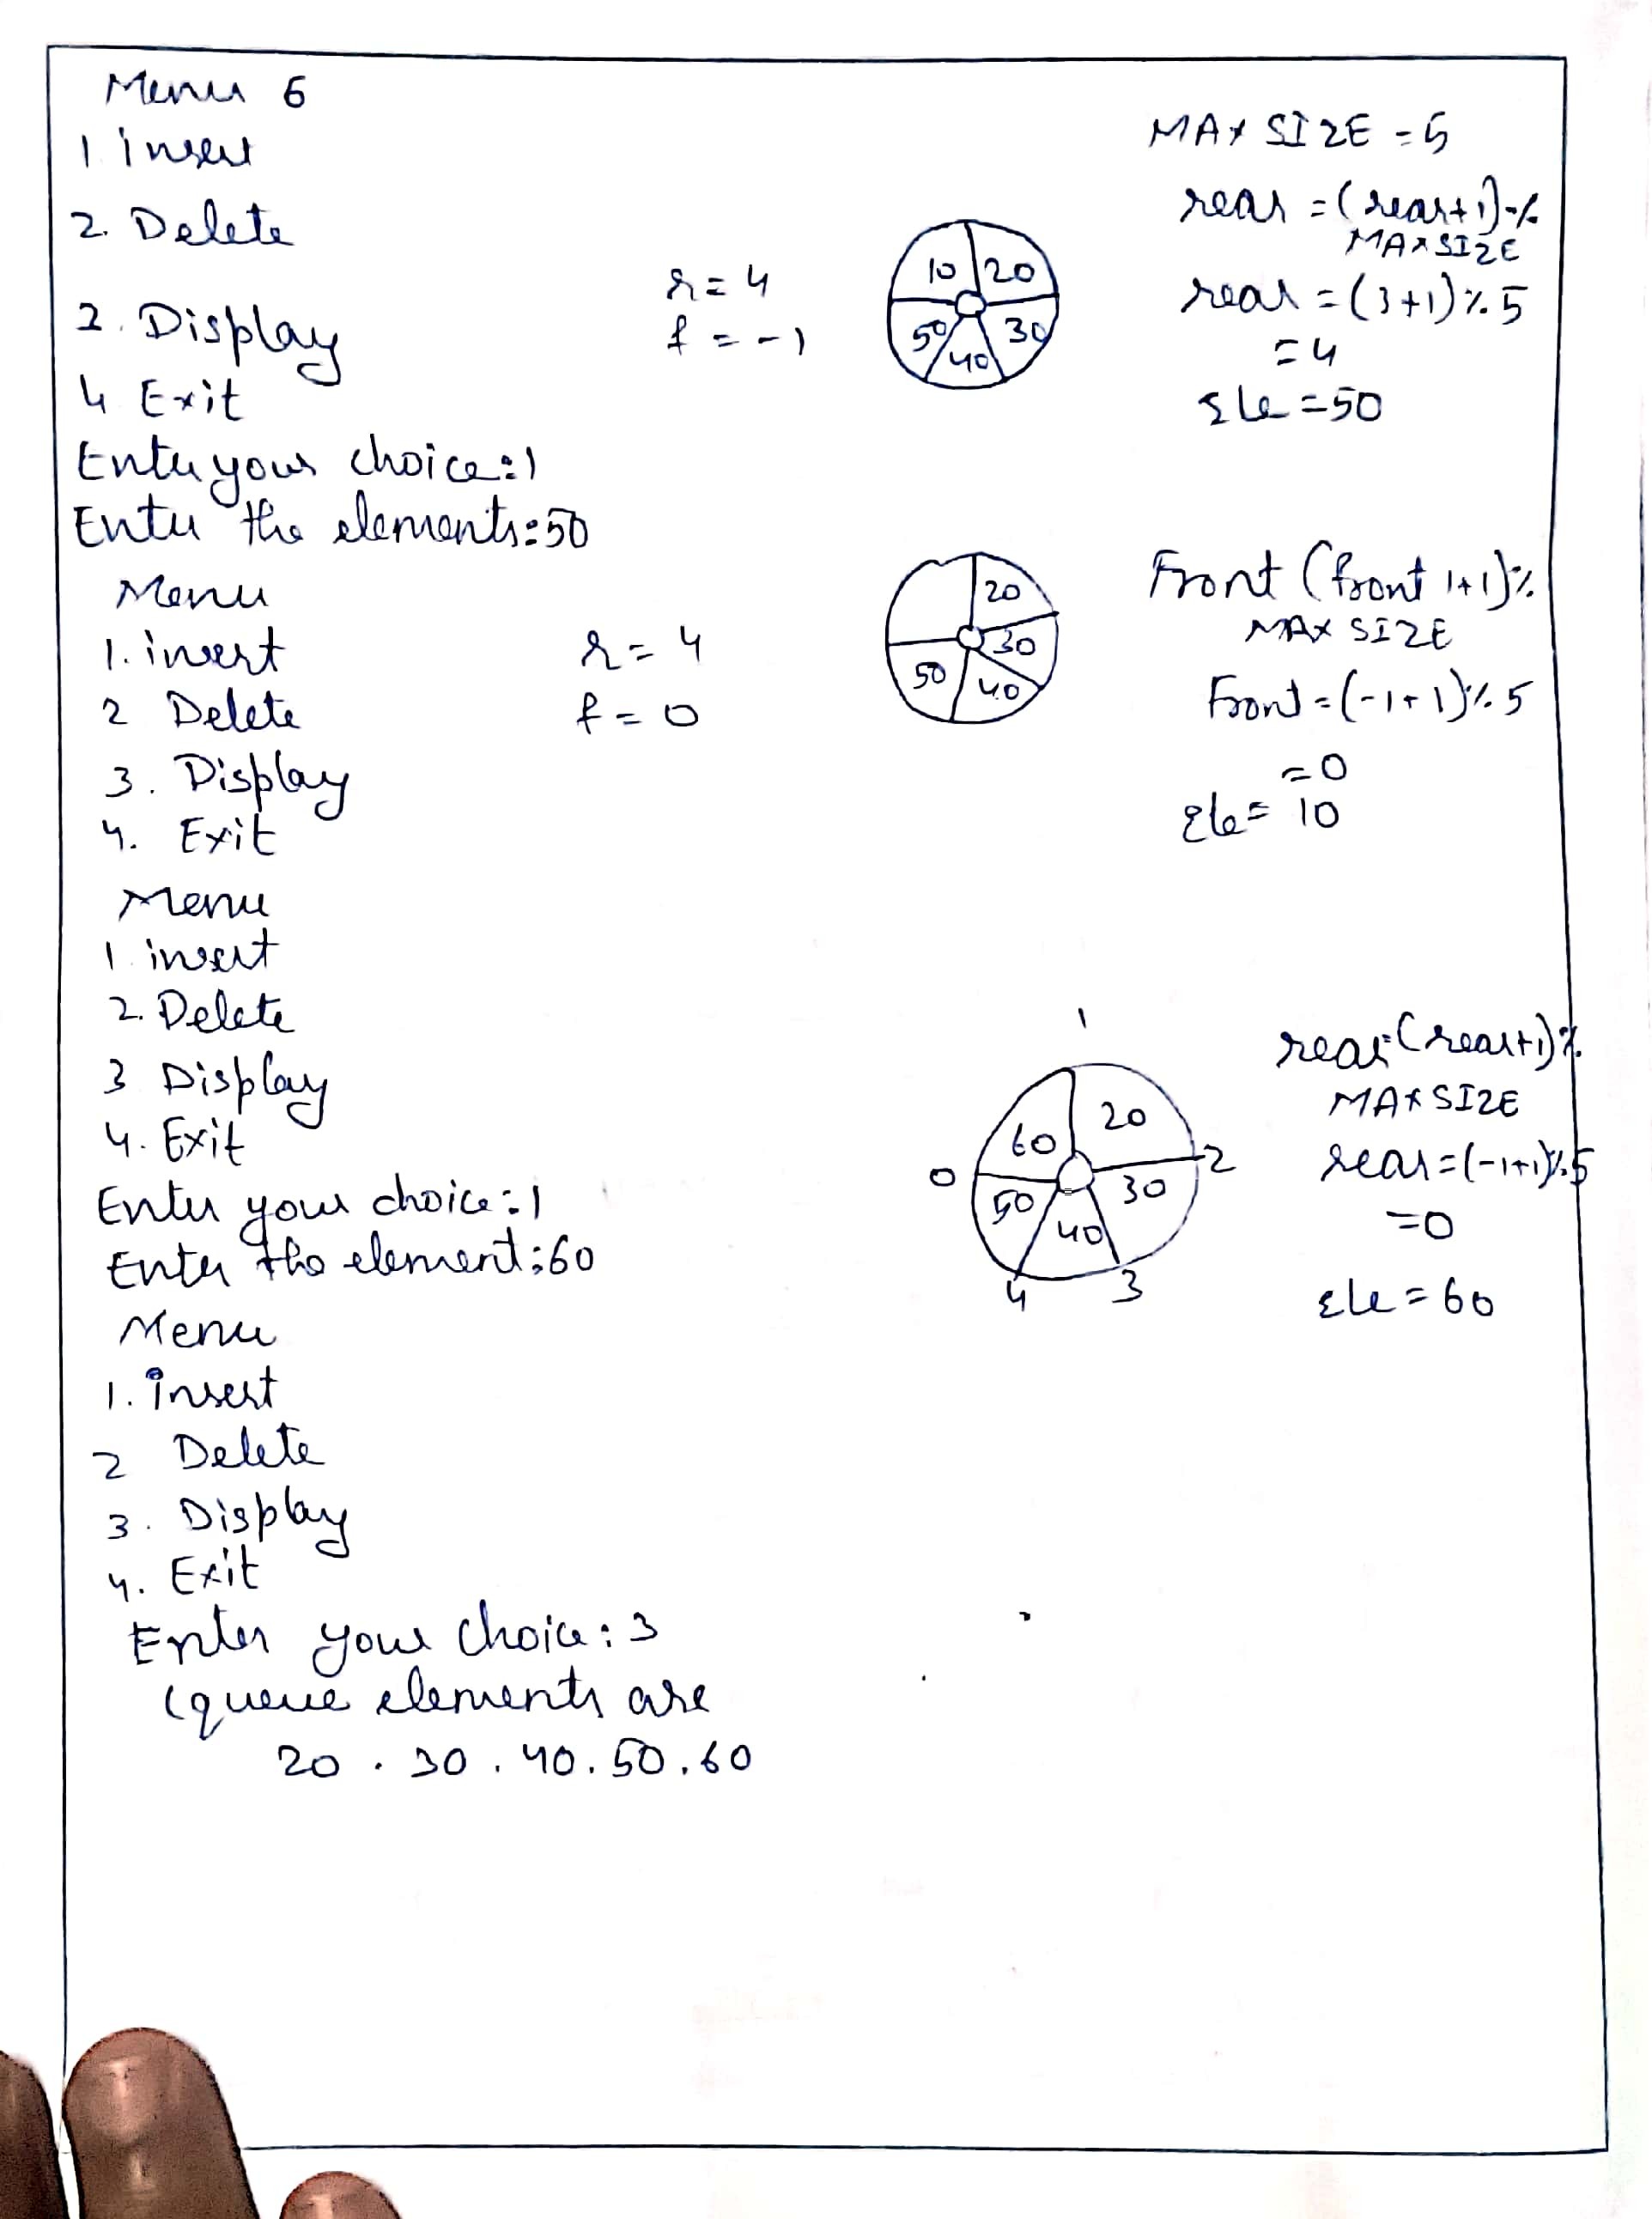 Menu 6
1. insert
2. Delete
2. Display
4 Exit
Enter your choice:1
Enter the elements:50
r=4
f=-1
10 20
50 40 30
MAXSIZE=5
rear=(rear+1)%
MAXSIZE
rear=(3+1)%5
=4
Ele=50
Menu
1. insert
2 Delete
3. Display
4. Exit
r=4
f=0
20
30
50 40
Front (front 1+1)%
MAXSIZE
Front=(-1+1)%5
=0
Ele= 10
Menu
1 insert
2. Delete
3 Display
4. Exit
Enter your choice:1
Enter the element:60
1
60 20
0 2
50 40 30
4 3
rear=(rear+1)%
MAXSIZE
rear=(-1+1)%5
=0
Ele=60
Menu
1. insert
2 Delete
3. Display
4. Exit
Enter your choice:3
queue elements are
20 . 30 . 40 . 50 . 60